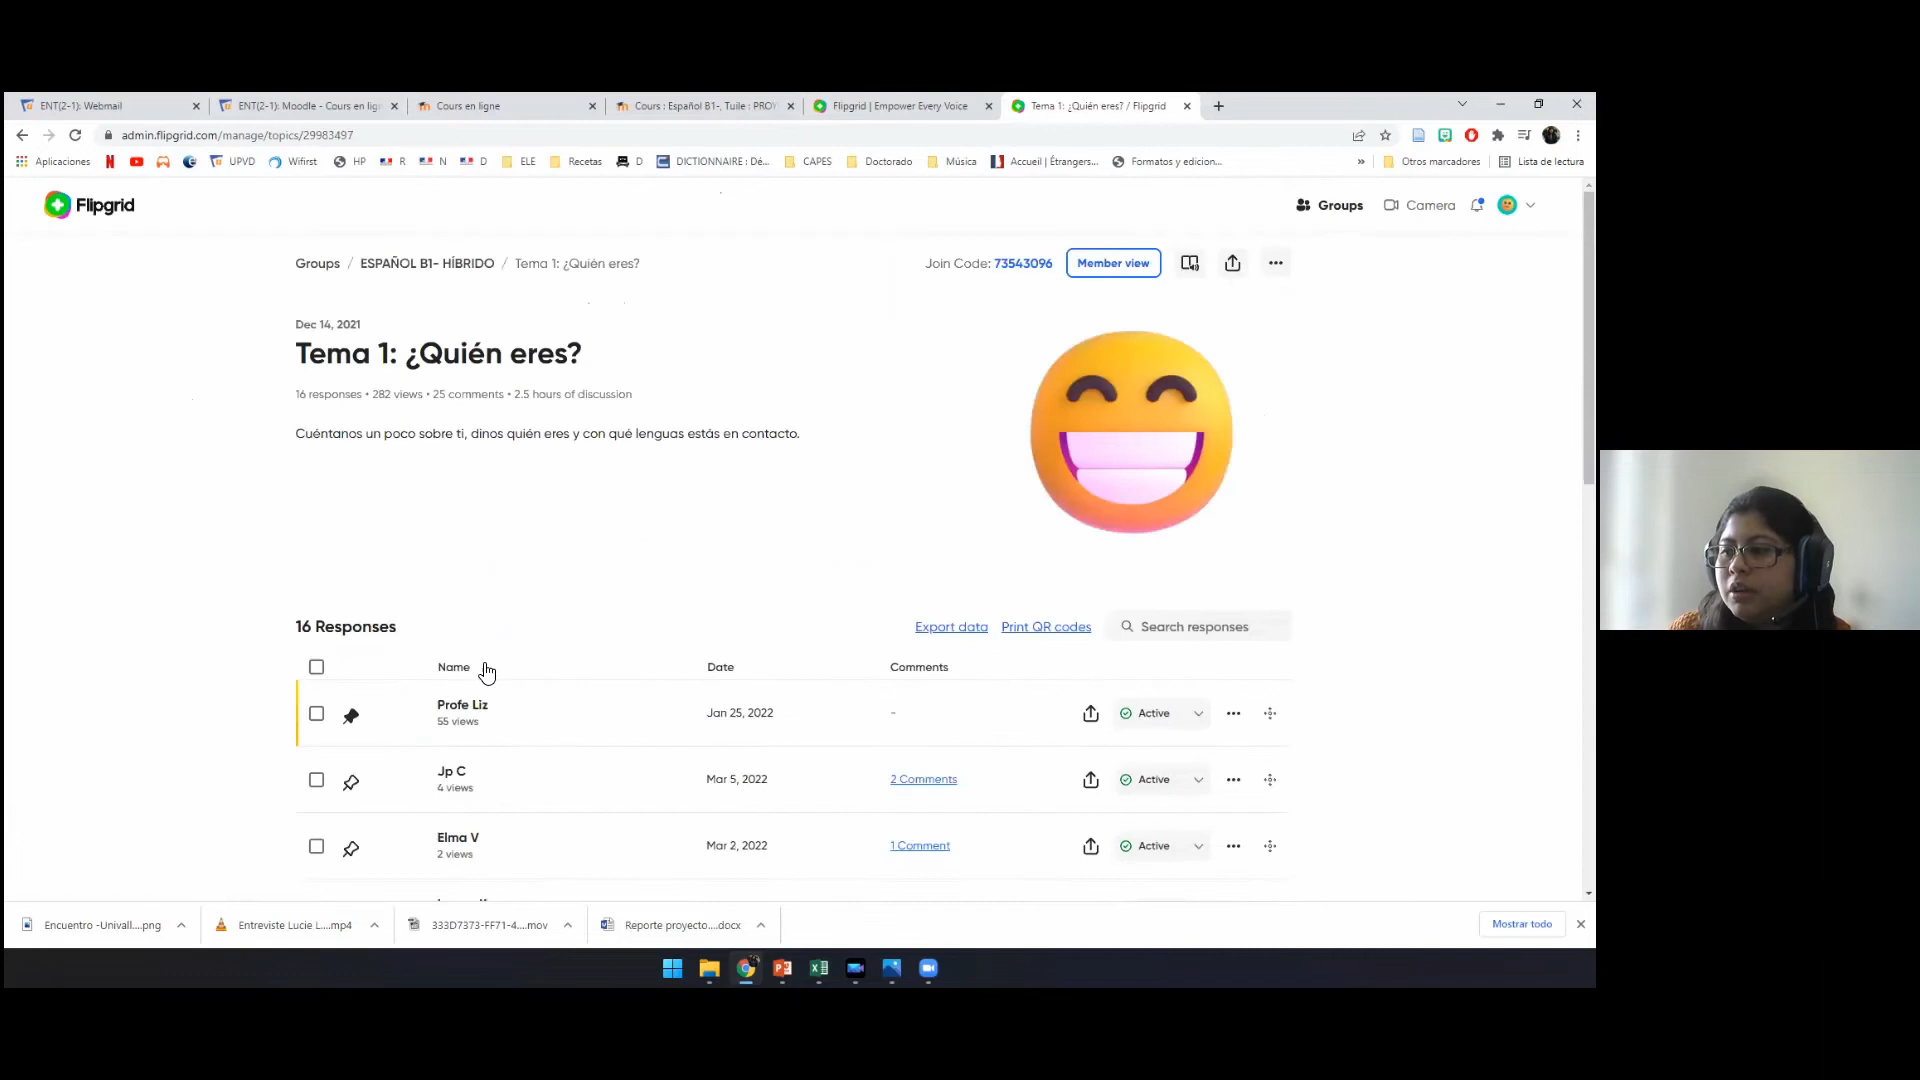 ENT(2-1): Webmail
ENT(2-1): Moodle - Cours en lig
Cours en ligne
Cours : Español B1-, Tuile : PROY
Flipgrid | Empower Every Voice
Tema 1: ¿Quién eres? / Flipgrid
admin.flipgrid.com/manage/topics/29983497
Aplicaciones
UPVD
Wifirst
HP
R
N
D
ELE
Recetas
D
DICTIONNAIRE : Dé...
CAPES
Doctorado
Música
Accueil | Étrangers...
Formatos y edicion...
»
Otros marcadores
Lista de lectura
Flipgrid
Groups
Camera
Groups / ESPAÑOL B1- HÍBRIDO / Tema 1: ¿Quién eres?
Join Code: 73543096
Member view
Dec 14, 2021
Tema 1: ¿Quién eres?
16 responses • 282 views • 25 comments • 2.5 hours of discussion
Cuéntanos un poco sobre ti, dinos quién eres y con qué lenguas estás en contacto.
16 Responses
Export data
Print QR codes
Search responses
Name
Date
Comments
Profe Liz
55 views
Jan 25, 2022
-
Active
Jp C
4 views
Mar 5, 2022
2 Comments
Active
Elma V
2 views
Mar 2, 2022
1 Comment
Active
Encuentro -Univall....png
Entreviste Lucie L....mp4
333D7373-FF71-4....mov
Reporte proyecto....docx
Mostrar todo